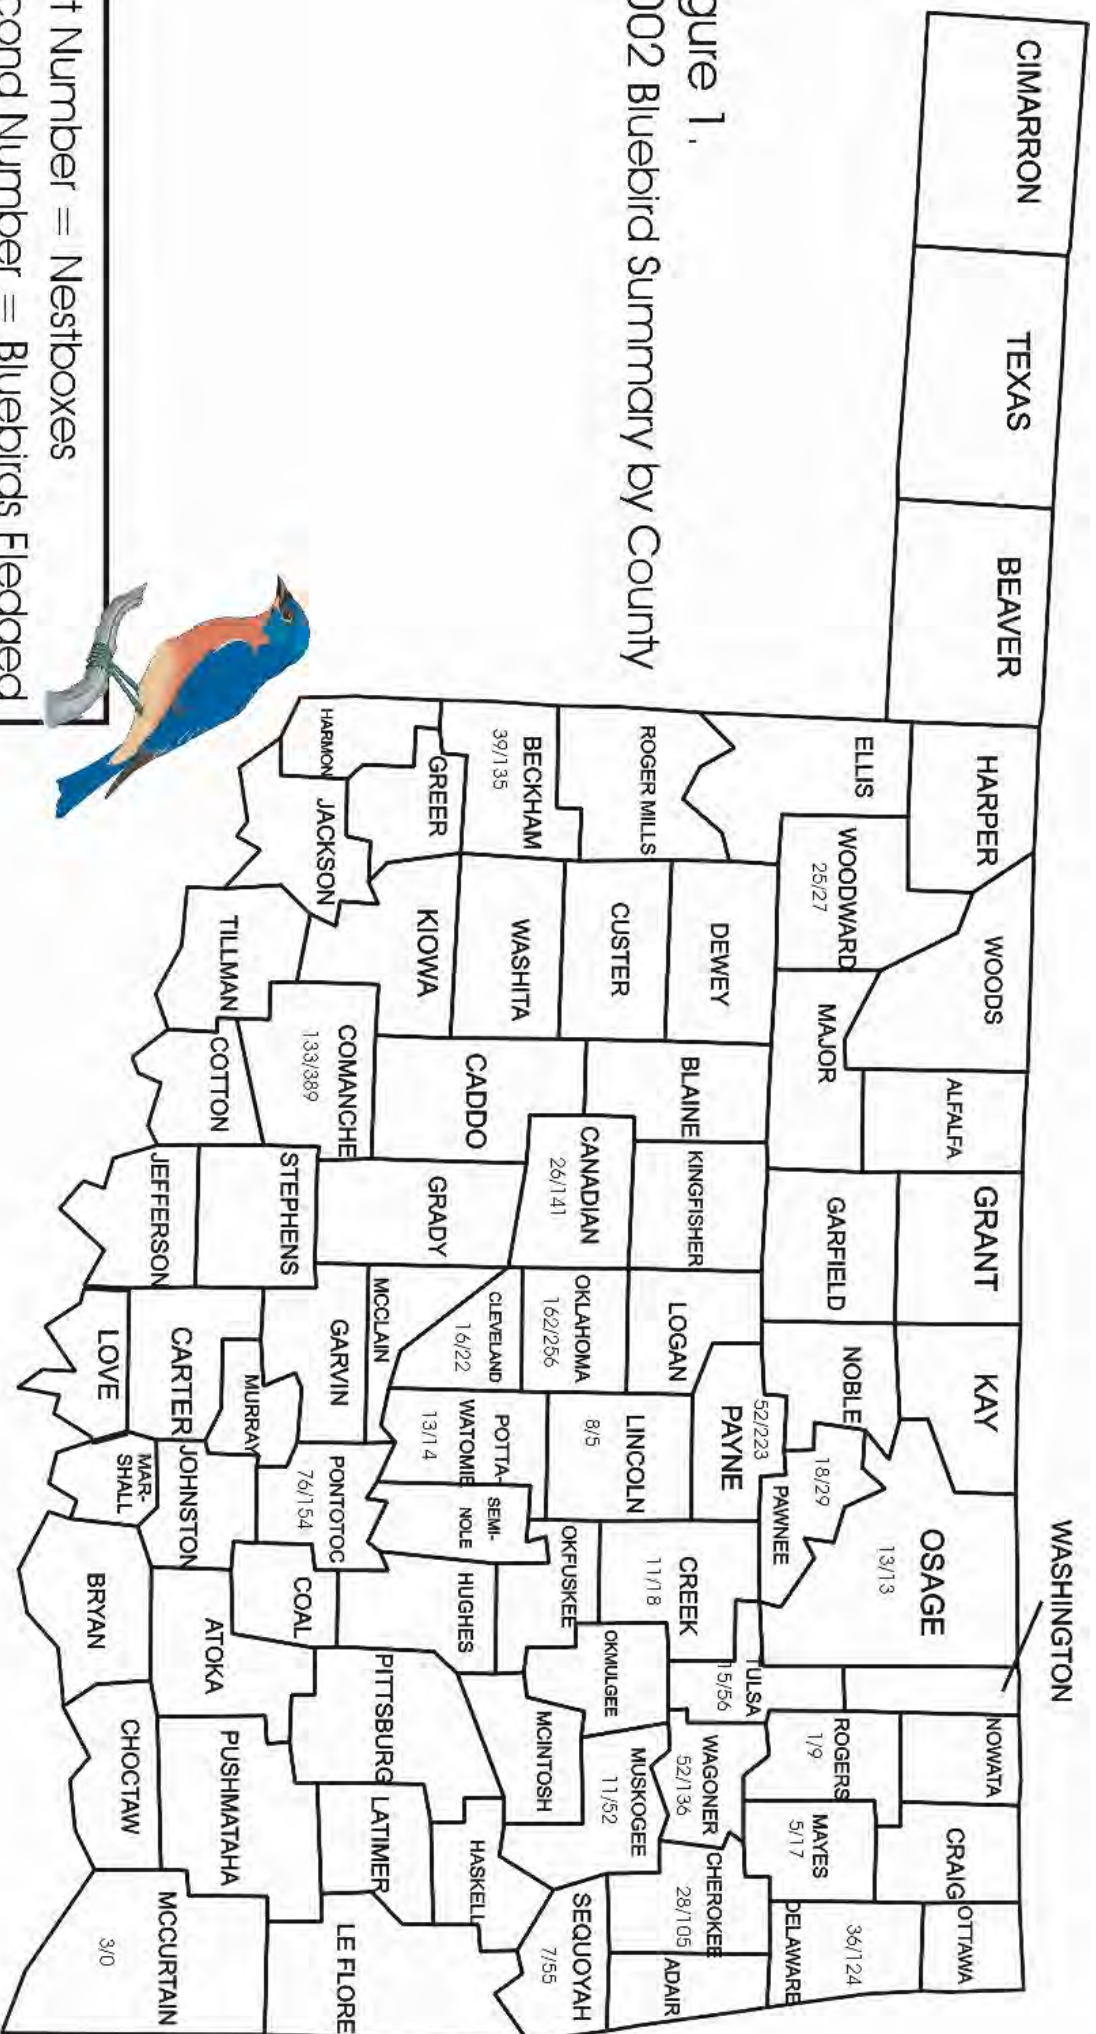 gure 1.
002 Bluebird Summary by County
t Number = Nestboxes
cond Number = Bluebirds Fledged
CIMARRON
TEXAS
BEAVER
HARPER
ELLIS
WOODWARD
25/27
WOODS
ALFALFA
MAJOR
GRANT
GARFIELD
KAY
NOBLE
OSAGE
13/13
WASHINGTON
NOWATA
CRAIG
OTTAWA
ROGERS
1/9
MAYES
5/17
DELAWARE
36/124
ROGER MILLS
DEWEY
CUSTER
BLAINE
KINGFISHER
LOGAN
PAYNE
52/223
PAWNEE
18/29
CREEK
11/18
TULSA
15/56
WAGONER
52/136
CHEROKEE
28/105
ADAIR
BECKHAM
39/135
WASHITA
CADDO
CANADIAN
26/141
OKLAHOMA
162/256
LINCOLN
8/5
OKFUSKEE
OKMULGEE
MUSKOGEE
11/52
MCINTOSH
SEQUOYAH
7/55
HARMON
GREER
JACKSON
KIOWA
TILLMAN
COMANCHE
133/389
COTTON
GRADY
STEPHENS
JEFFERSON
MCCLAIN
CLEVELAND
16/22
POTTA-
WATOMIE
13/14
SEMI-
NOLE
HUGHES
GARVIN
MURRAY
CARTER
LOVE
PONTOTOC
76/154
JOHNSTON
MAR-
SHALL
COAL
ATOKA
BRYAN
PITTSBURG
HASKELL
LATIMER
LE FLORE
PUSHMATAHA
CHOCTAW
MCCURTAIN
3/0